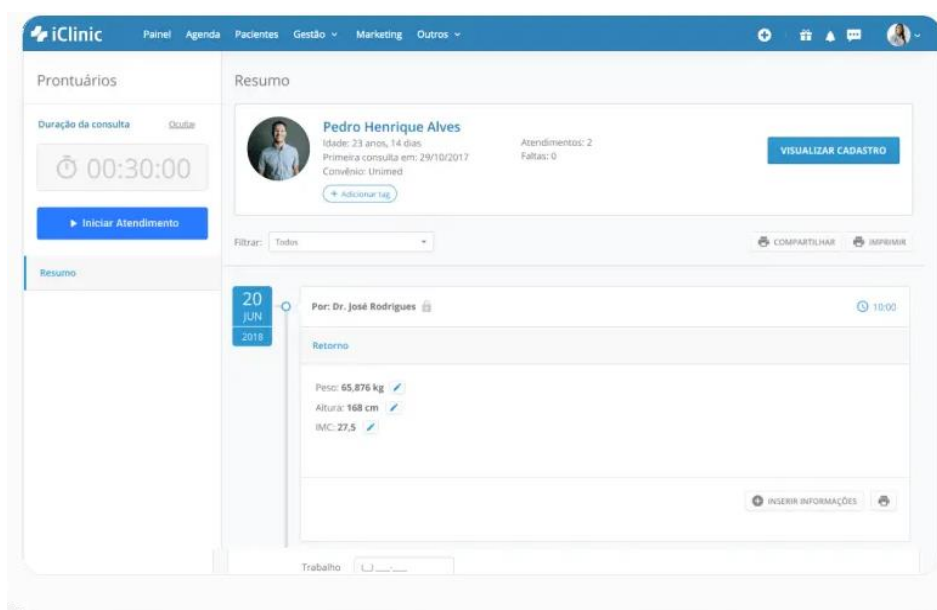 iClinic
Painel Agenda Pacientes Gestão Marketing Outros
Prontuários
Duração da consulta Ocultar
00:30:00
Iniciar Atendimento
Resumo
Resumo
Pedro Henrique Alves
Idade: 23 anos, 14 dias
Primeira consulta em: 29/10/2017
Convênio: Unimed
+ Adicionar tag
Atendimentos: 2
Faltas: 0
VISUALIZAR CADASTRO
Filtrar: Todos
COMPARTILHAR IMPRIMIR
20
JUN
2018
Por: Dr. José Rodrigues
10:00
Retorno
Peso: 65,876 kg
Altura: 168 cm
IMC: 27,5
INSERIR INFORMAÇÕES
Trabalho (__) ____-____